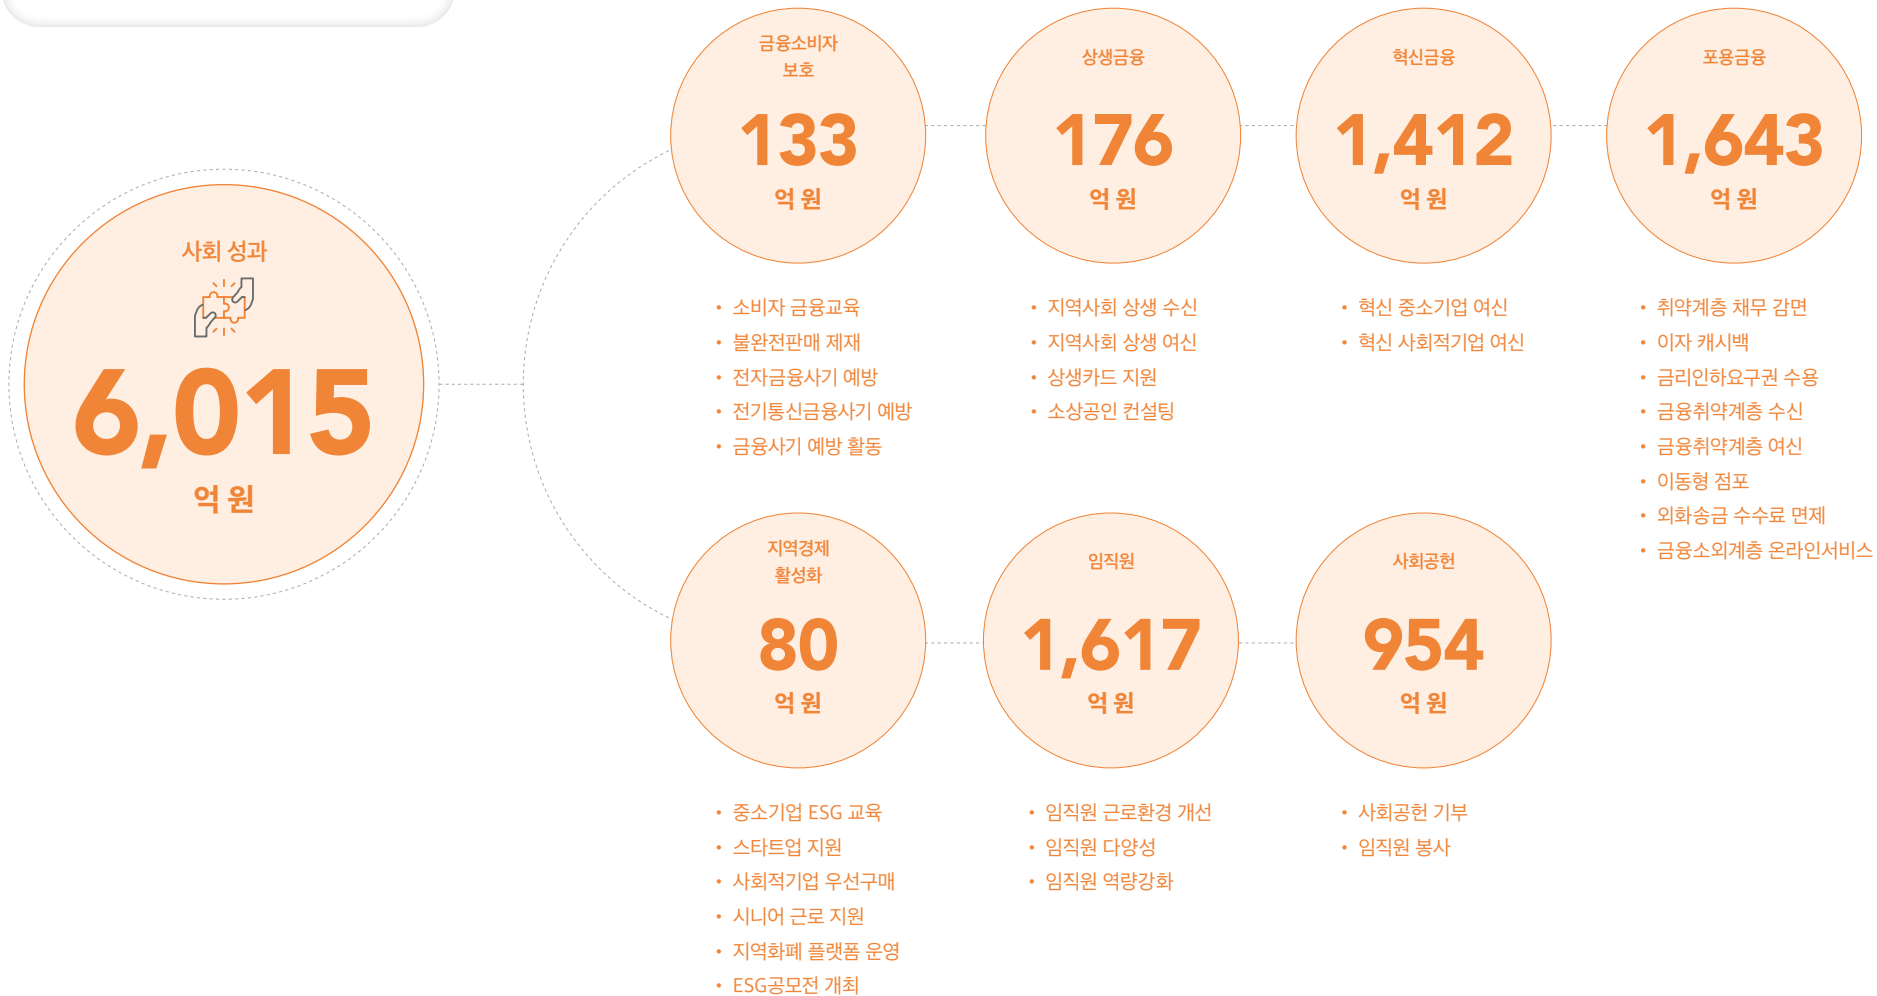 사회 성과
6,015
억 원
금융소비자
보호
133
억 원
• 소비자 금융교육
• 불완전판매 제재
• 전자금융사기 예방
• 전기통신금융사기 예방
• 금융사기 예방 활동
상생금융
176
억 원
• 지역사회 상생 수신
• 지역사회 상생 여신
• 상생카드 지원
• 소상공인 컨설팅
혁신금융
1,412
억 원
• 혁신 중소기업 여신
• 혁신 사회적기업 여신
포용금융
1,643
억 원
• 취약계층 채무 감면
• 이자 캐시백
• 금리인하요구권 수용
• 금융취약계층 수신
• 금융취약계층 여신
• 이동형 점포
• 외화송금 수수료 면제
• 금융소외계층 온라인서비스
지역경제
활성화
80
억 원
• 중소기업 ESG 교육
• 스타트업 지원
• 사회적기업 우선구매
• 시니어 근로 지원
• 지역화폐 플랫폼 운영
• ESG공모전 개최
임직원
1,617
억 원
• 임직원 근로환경 개선
• 임직원 다양성
• 임직원 역량강화
사회공헌
954
억 원
• 사회공헌 기부
• 임직원 봉사